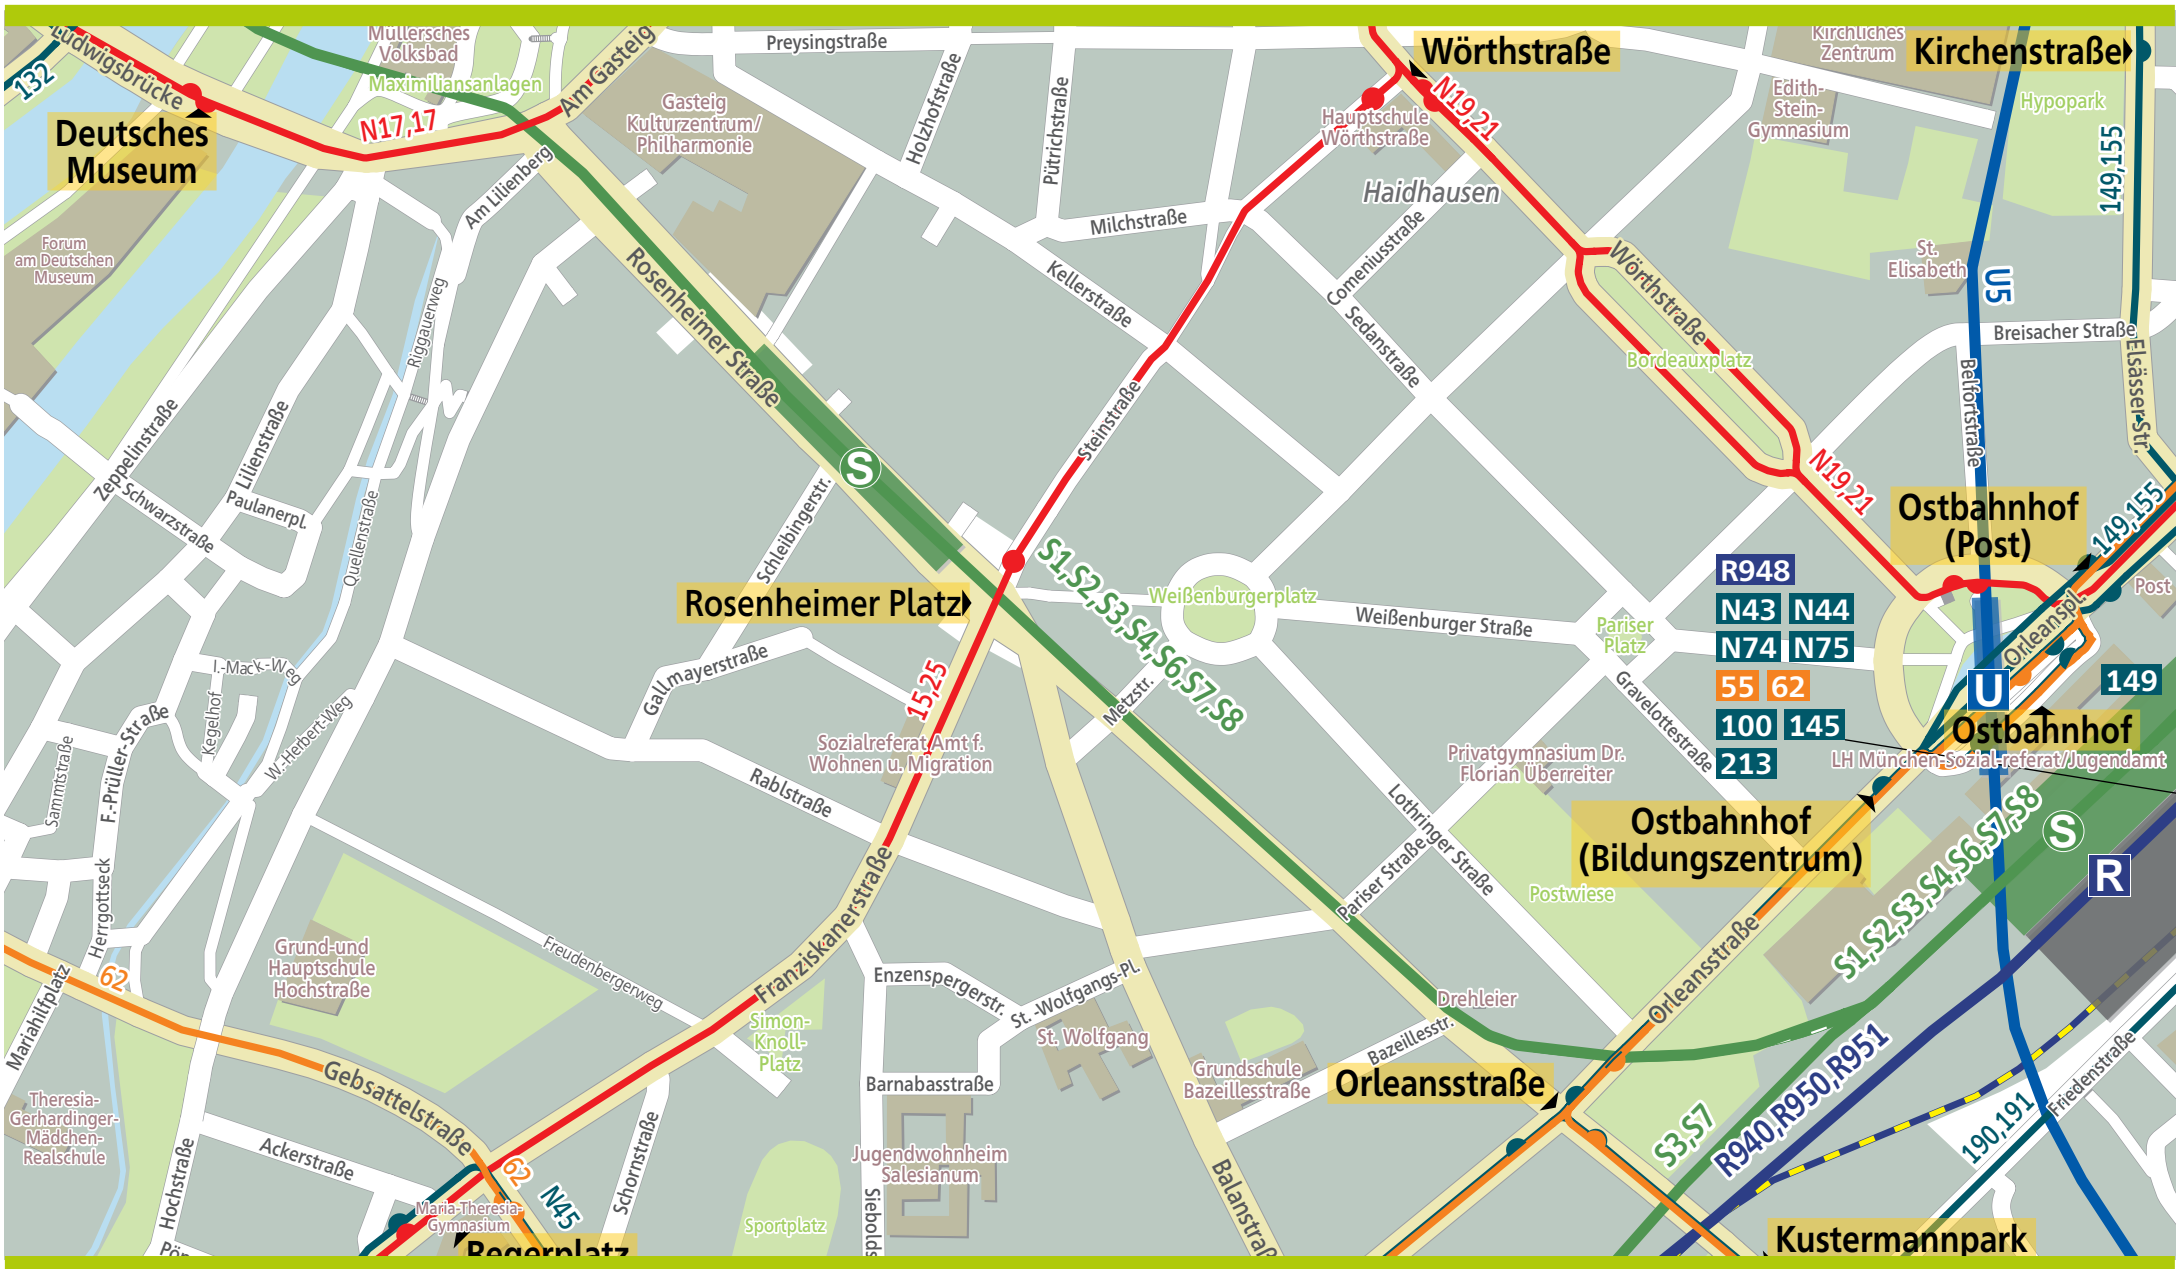 Ludwigsbrücke
132
Müllersches
Volksbad
Maximiliansanlagen
Am Gasteig
Preysingstraße
Wörthstraße
Kirchliches
Zentrum
Kirchenstraße
Deutsches
Museum
N17,17
Gasteig
Kulturzentrum/
Philharmonie
Holzhofstraße
Pütrichstraße
Hauptschule
Wörthstraße
N19,21
Edith-
Stein-
Gymnasium
Hypopark
149,155
Am Lilienberg
Haidhausen
Milchstraße
Forum
am Deutschen
Museum
Rosenheimer Straße
Kellerstraße
Comeniusstraße
Sedanstraße
Wörthstraße
St.
Elisabeth
U5
Riggauerweg
Breisacher Straße
Bordeauxplatz
Belfortstraße
Elsässer Str.
Zeppelinstraße
Lilienstraße
Steinstraße
S
Schwarzstraße
Paulanerpl.
Quellenstraße
Schleibingerstr.
N19,21
Ostbahnhof
(Post)
149,155
S1,S2,S3,S4,S6,S7,S8
Rosenheimer Platz
Weißenburgerplatz
Weißenburger Straße
Pariser
Platz
R948
N43 N44
N74 N75
55 62
100 145
213
Post
Orleanspl.
149
U
Ostbahnhof
LH München-Sozial-referat/Jugendamt
I.-Mack-Weg
Kegelhof
Gallmayerstraße
15,25
Metzstr.
Gravelottestraße
F.-Prüller-Straße
Sammtstraße
W.-Herbert-Weg
Sozialreferat Amt f.
Wohnen u. Migration
Rablstraße
Privatgymnasium Dr.
Florian Überreiter
Lothringer Straße
Ostbahnhof
(Bildungszentrum)
S1,S2,S3,S4,S6,S7,S8
S
R
Herrgottseck
Franziskanerstraße
Pariser Straße
Postwiese
Mariahilfplatz
62
Grund-und
Hauptschule
Hochstraße
Freudenbergerweg
Enzenspergerstr.
St.-Wolfgangs-Pl.
Orleansstraße
Drehleier
Simon-
Knoll-
Platz
St. Wolfgang
Bazeillesstr.
Grundschule
Bazeillesstraße
Orleansstraße
Gebsattelstraße
Barnabasstraße
Theresia-
Gerhardinger-
Mädchen-
Realschule
Hochstraße
Ackerstraße
62
N45
Schornstraße
Jugendwohnheim
Salesianum
S3,S7
R940,R950,R951
190,191
Friedenstraße
Maria-Theresia-
Gymnasium
Regerplatz
Sportplatz
Siebolds
Balanstraß
Kustermannpark